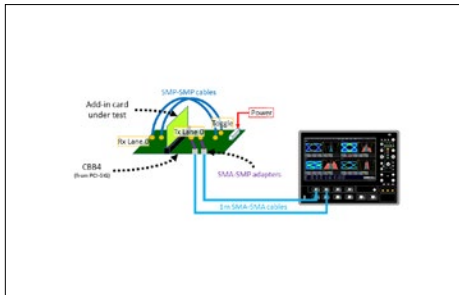 SMP-SMP cables
Add-in card
under test
Toggle
Power
Tx Lane 0
Rx Lane 0
CBB4
(from PCI-SIG)
SMA-SMP adapters
1m SMA-SMA cables